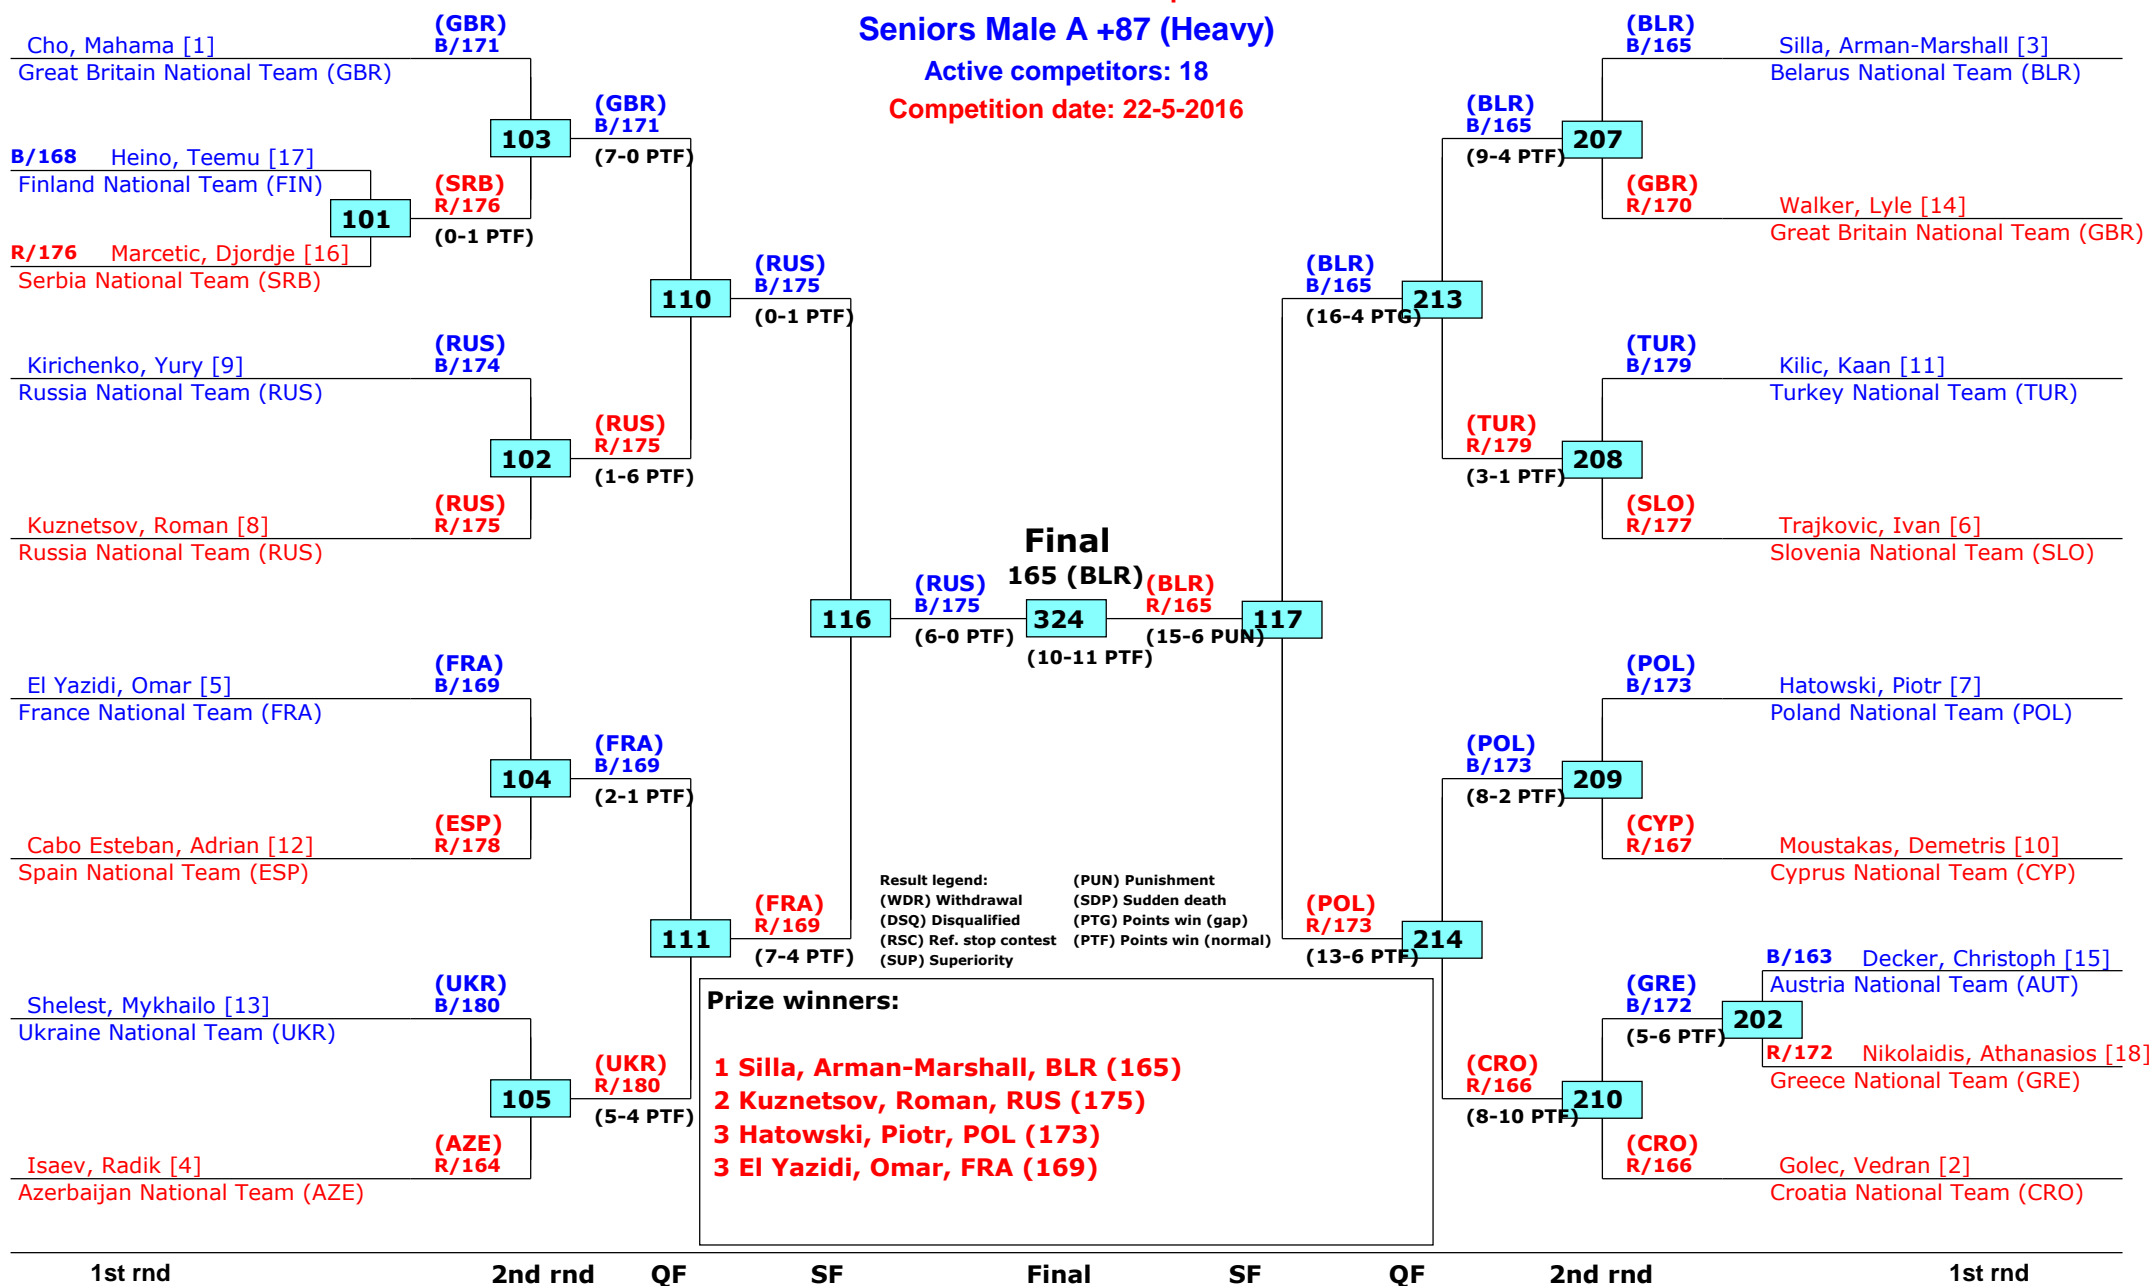 Seniors Male A +87 (Heavy)
Active competitors: 18
Competition date: 22-5-2016
Cho, Mahama [1]
Great Britain National Team (GBR)
(GBR)
B/171
B/168 Heino, Teemu [17]
Finland National Team (FIN)
101
R/176 Marcetic, Djordje [16]
Serbia National Team (SRB)
(SRB)
R/176
(0-1 PTF)
103
(GBR)
B/171
(7-0 PTF)
Kirichenko, Yury [9]
Russia National Team (RUS)
(RUS)
B/174
102
Kuznetsov, Roman [8]
Russia National Team (RUS)
(RUS)
R/175
(RUS)
R/175
(1-6 PTF)
110
(RUS)
B/175
(0-1 PTF)
El Yazidi, Omar [5]
France National Team (FRA)
(FRA)
B/169
104
Cabo Esteban, Adrian [12]
Spain National Team (ESP)
(ESP)
R/178
(FRA)
B/169
(2-1 PTF)
111
(FRA)
R/169
(7-4 PTF)
Shelest, Mykhailo [13]
Ukraine National Team (UKR)
(UKR)
B/180
105
Isaev, Radik [4]
Azerbaijan National Team (AZE)
(AZE)
R/164
(UKR)
R/180
(5-4 PTF)
116
(RUS)
B/175
(6-0 PTF)
Final
165 (BLR)
324
(10-11 PTF)
(BLR)
R/165
(15-6 PUN)
117
(BLR)
B/165
Silla, Arman-Marshall [3]
Belarus National Team (BLR)
207
(BLR)
B/165
(9-4 PTF)
(GBR)
R/170
Walker, Lyle [14]
Great Britain National Team (GBR)
(BLR)
B/165
(16-4 PTG)
213
(TUR)
B/179
Kilic, Kaan [11]
Turkey National Team (TUR)
(TUR)
R/179
(3-1 PTF)
208
(SLO)
R/177
Trajkovic, Ivan [6]
Slovenia National Team (SLO)
(POL)
B/173
Hatowski, Piotr [7]
Poland National Team (POL)
(POL)
B/173
(8-2 PTF)
209
(CYP)
R/167
Moustakas, Demetris [10]
Cyprus National Team (CYP)
(POL)
R/173
(13-6 PTF)
214
B/163 Decker, Christoph [15]
Austria National Team (AUT)
(GRE)
B/172
(5-6 PTF)
202
R/172 Nikolaidis, Athanasios [18]
Greece National Team (GRE)
(CRO)
R/166
(8-10 PTF)
210
(CRO)
R/166
Golec, Vedran [2]
Croatia National Team (CRO)
Result legend:
(WDR) Withdrawal
(DSQ) Disqualified
(RSC) Ref. stop contest
(SUP) Superiority
(PUN) Punishment
(SDP) Sudden death
(PTG) Points win (gap)
(PTF) Points win (normal)
Prize winners:
1 Silla, Arman-Marshall, BLR (165)
2 Kuznetsov, Roman, RUS (175)
3 Hatowski, Piotr, POL (173)
3 El Yazidi, Omar, FRA (169)
1st rnd 2nd rnd QF SF Final SF QF 2nd rnd 1st rnd